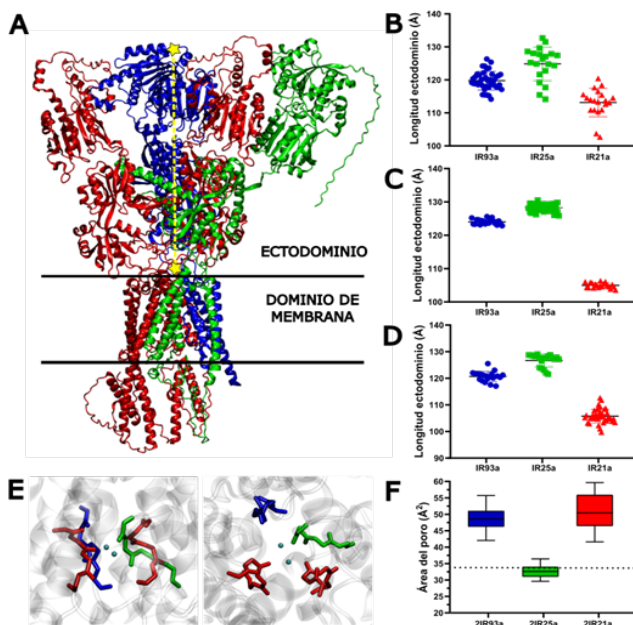 A
ECTODOMINIO
DOMINIO DE
MEMBRANA
B
Longitud ectodominio (Å)
140
130
120
110
100
IR93a IR25a IR21a
C
Longitud ectodominio (Å)
140
130
120
110
100
IR93a IR25a IR21a
D
Longitud ectodominio (Å)
140
130
120
110
100
90
IR93a IR25a IR21a
E
F
Área del poro (Å²)
60
55
50
45
40
35
30
25
20
2IR93a 2IR25a 2IR21a